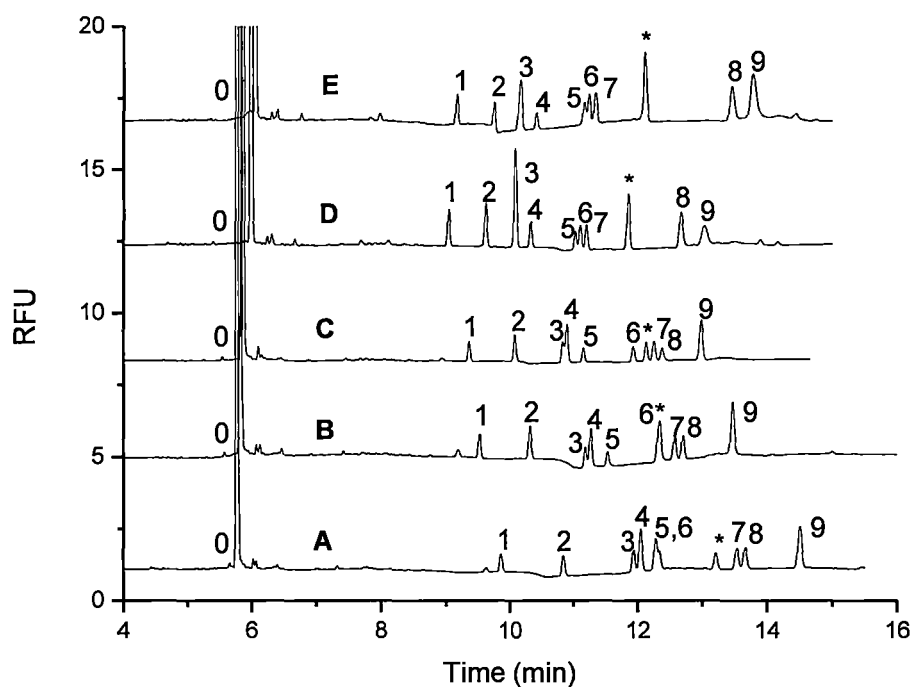 20
0 E 1 2 3 4 5 6 7 * 8 9
15
0 D 1 2 3 4 5 6 7 * 8 9
10
0 C 1 2 3 4 5 6 * 7 8 9
RFU
0 B 1 2 3 4 5 6 * 7 8 9
5
0 A 1 2 3 4 5,6 * 7 8 9
0
4 6 8 10 12 14 16
Time (min)